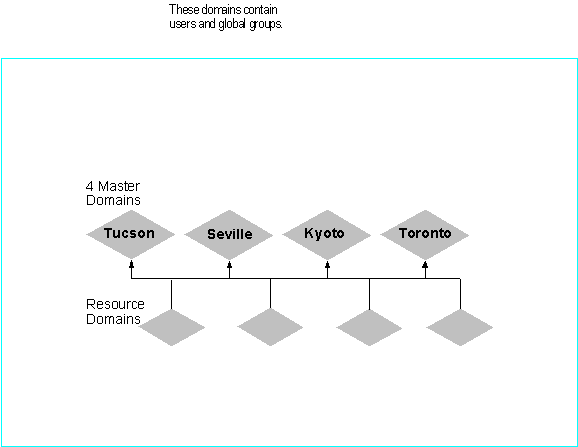 These domains contain
users and global groups.
4 Master
Domains
Tucson Seville Kyoto Toronto
Resource
Domains